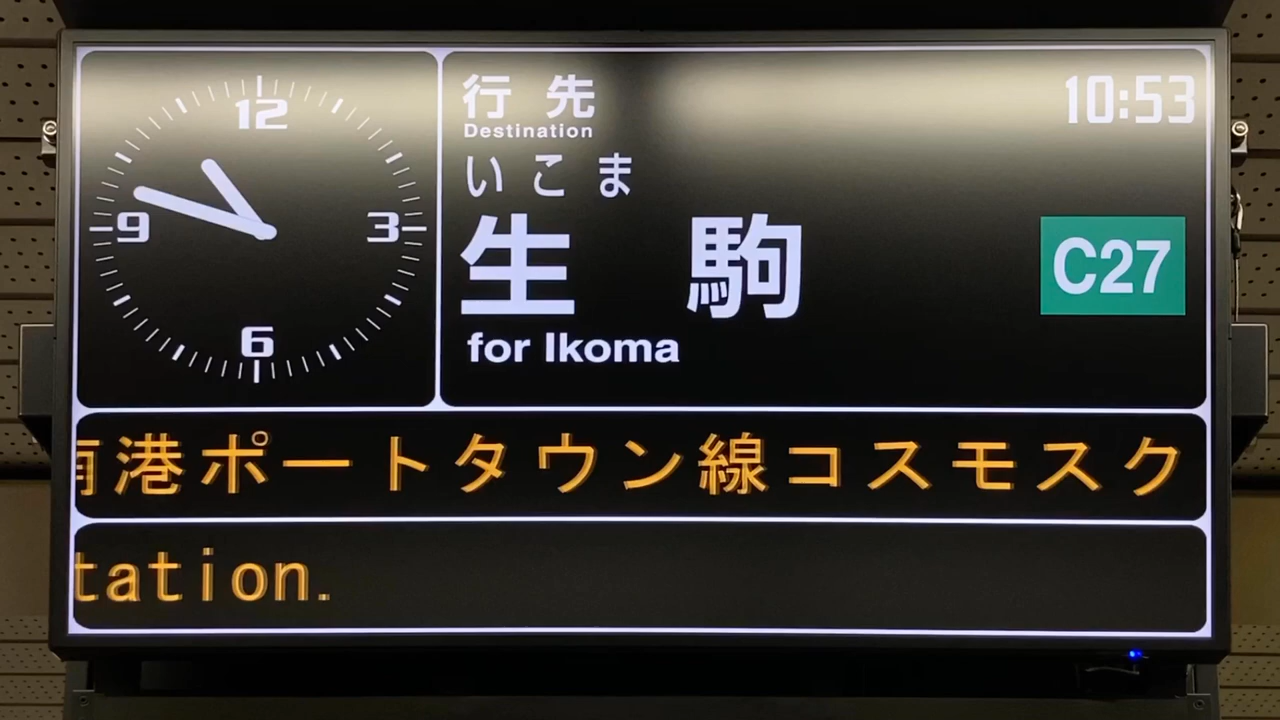 12
3
6
9
行先
Destination
10:53
いこま
生駒
C27
for Ikoma
南港ポートタウン線コスモスク
tation.